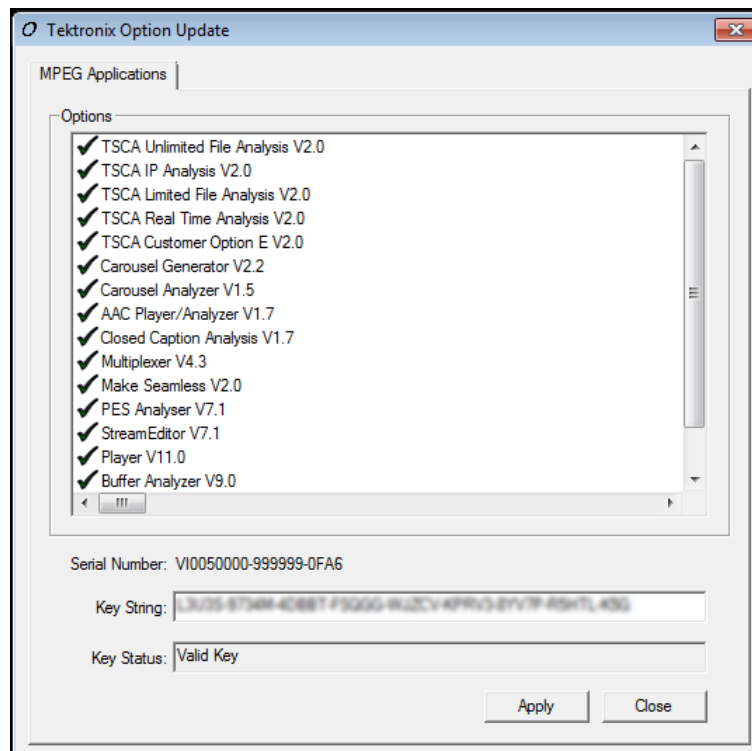 Tektronix Option Update
MPEG Applications
Options
TSCA Unlimited File Analysis V2.0
TSCA IP Analysis V2.0
TSCA Limited File Analysis V2.0
TSCA Real Time Analysis V2.0
TSCA Customer Option E V2.0
Carousel Generator V2.2
Carousel Analyzer V1.5
AAC Player/Analyzer V1.7
Closed Caption Analysis V1.7
Multiplexer V4.3
Make Seamless V2.0
PES Analyser V7.1
StreamEditor V7.1
Player V11.0
Buffer Analyzer V9.0
Serial Number: VI0050000-999999-0FA6
Key String:
Key Status: Valid Key
Apply Close